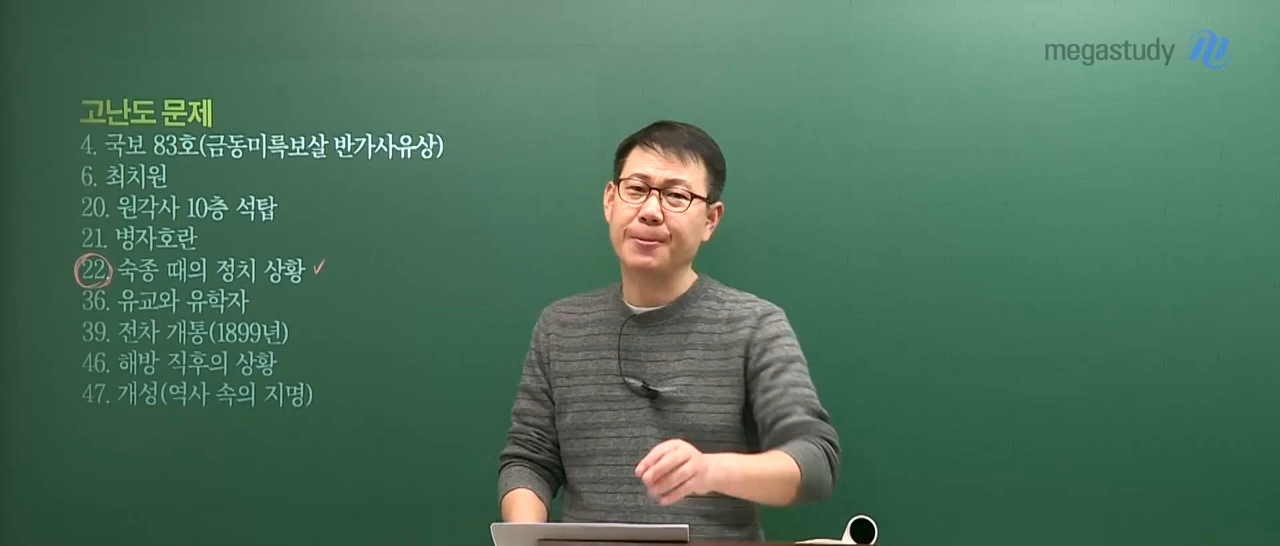 megastudy
고난도 문제
4. 국보 83호(금동미륵보살 반가사유상)
6. 최치원
20. 원각사 10층 석탑
21. 병자호란
22. 숙종 때의 정치 상황
36. 유교와 유학자
39. 전차 개통(1899년)
46. 해방 직후의 상황
47. 개성(역사 속의 지명)